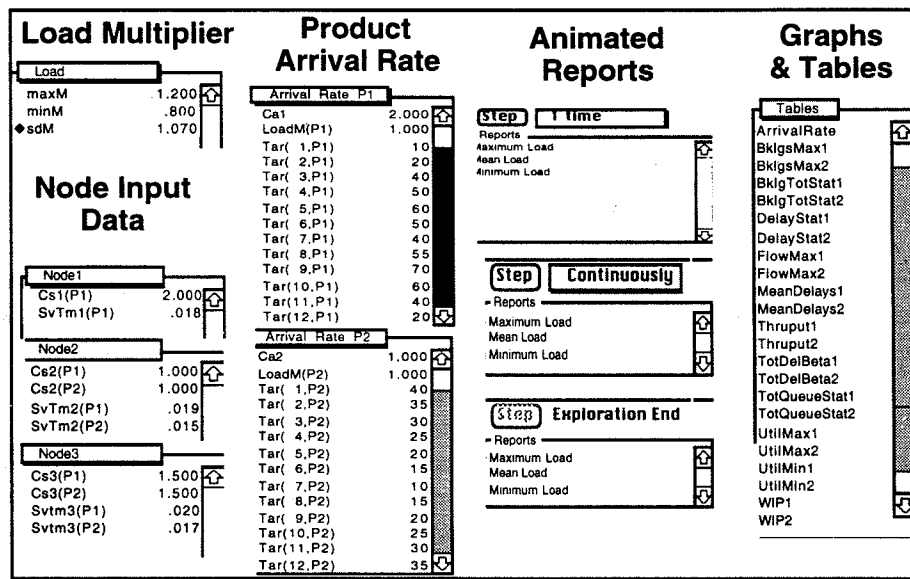 Load Multiplier
Load
maxM 1.200
minM .800
◆sdM 1.070
Node Input
Data
Node1
Cs1(P1) 2.000
SvTm1(P1) .018
Node2
Cs2(P1) 1.000
Cs2(P2) 1.000
SvTm2(P1) .019
SvTm2(P2) .015
Node3
Cs3(P1) 1.500
Cs3(P2) 1.500
Svtm3(P1) .020
Svtm3(P2) .017
Product
Arrival Rate
Arrival Rate P1
Ca1 2.000
LoadM(P1) 1.000
Tar( 1,P1) 10
Tar( 2,P1) 20
Tar( 3,P1) 40
Tar( 4,P1) 50
Tar( 5,P1) 60
Tar( 6,P1) 50
Tar( 7,P1) 40
Tar( 8,P1) 55
Tar( 9,P1) 70
Tar(10,P1) 60
Tar(11,P1) 40
Tar(12,P1) 20
Arrival Rate P2
Ca2 1.000
LoadM(P2) 1.000
Tar( 1,P2) 40
Tar( 2,P2) 35
Tar( 3,P2) 30
Tar( 4,P2) 25
Tar( 5,P2) 20
Tar( 6,P2) 15
Tar( 7,P2) 10
Tar( 8,P2) 15
Tar( 9,P2) 20
Tar(10,P2) 25
Tar(11,P2) 30
Tar(12,P2) 35
Animated
Reports
Step 1 time
Reports
Maximum Load
Mean Load
Minimum Load
Step Continuously
Reports
Maximum Load
Mean Load
Minimum Load
Step Exploration End
Reports
Maximum Load
Mean Load
Minimum Load
Graphs
& Tables
Tables
ArrivalRate
BklgsMax1
BklgsMax2
BklgTotStat1
BklgTotStat2
DelayStat1
DelayStat2
FlowMax1
FlowMax2
MeanDelays1
MeanDelays2
Thruput1
Thruput2
TotDelBeta1
TotDelBeta2
TotQueueStat1
TotQueueStat2
UtilMax1
UtilMax2
UtilMin1
UtilMin2
WIP1
WIP2